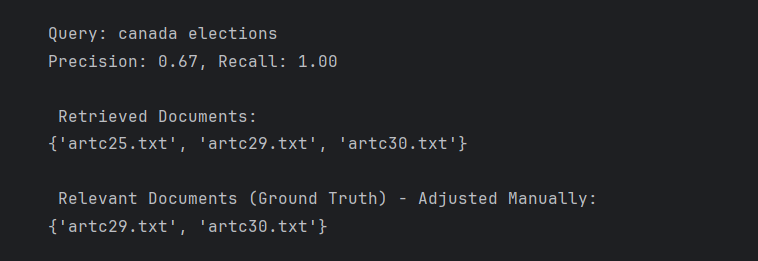 Query: canada elections
Precision: 0.67, Recall: 1.00
Retrieved Documents:
{'artc25.txt', 'artc29.txt', 'artc30.txt'}
Relevant Documents (Ground Truth) - Adjusted Manually:
{'artc29.txt', 'artc30.txt'}